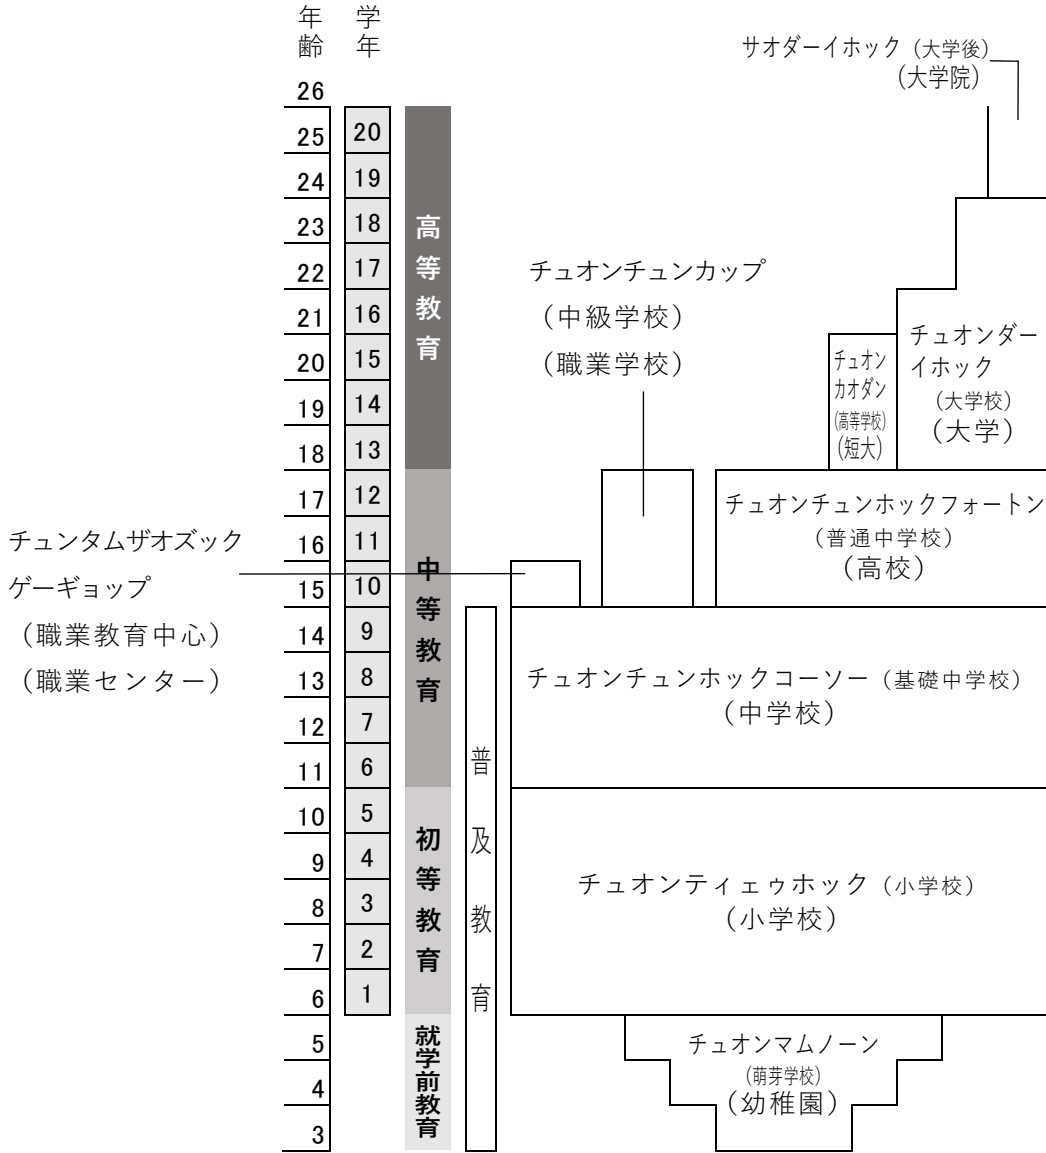 年齢
学年
サオダーイホック（大学後）
（大学院）
26
25 20
24 19
23 18
22 17
21 16
20 15
19 14
18 13
17 12
16 11
15 10
14 9
13 8
12 7
11 6
10 5
9 4
8 3
7 2
6 1
5
4
3
高等教育
中等教育
初等教育
就学前教育
普及教育
チュオンチュンカップ
（中級学校）
（職業学校）
チュオンダー
イホック
（大学校）
（大学）
チュオン
カオダン
（高等学校）
（短大）
チュオンチュンホックフォートン
（普通中学校）
（高校）
チュンタムザオズック
ゲーギョップ
（職業教育中心）
（職業センター）
チュオンチュンホックコーソー（基礎中学校）
（中学校）
チュオンティェゥホック（小学校）
（小学校）
チュオンマムノーン
（萌芽学校）
（幼稚園）